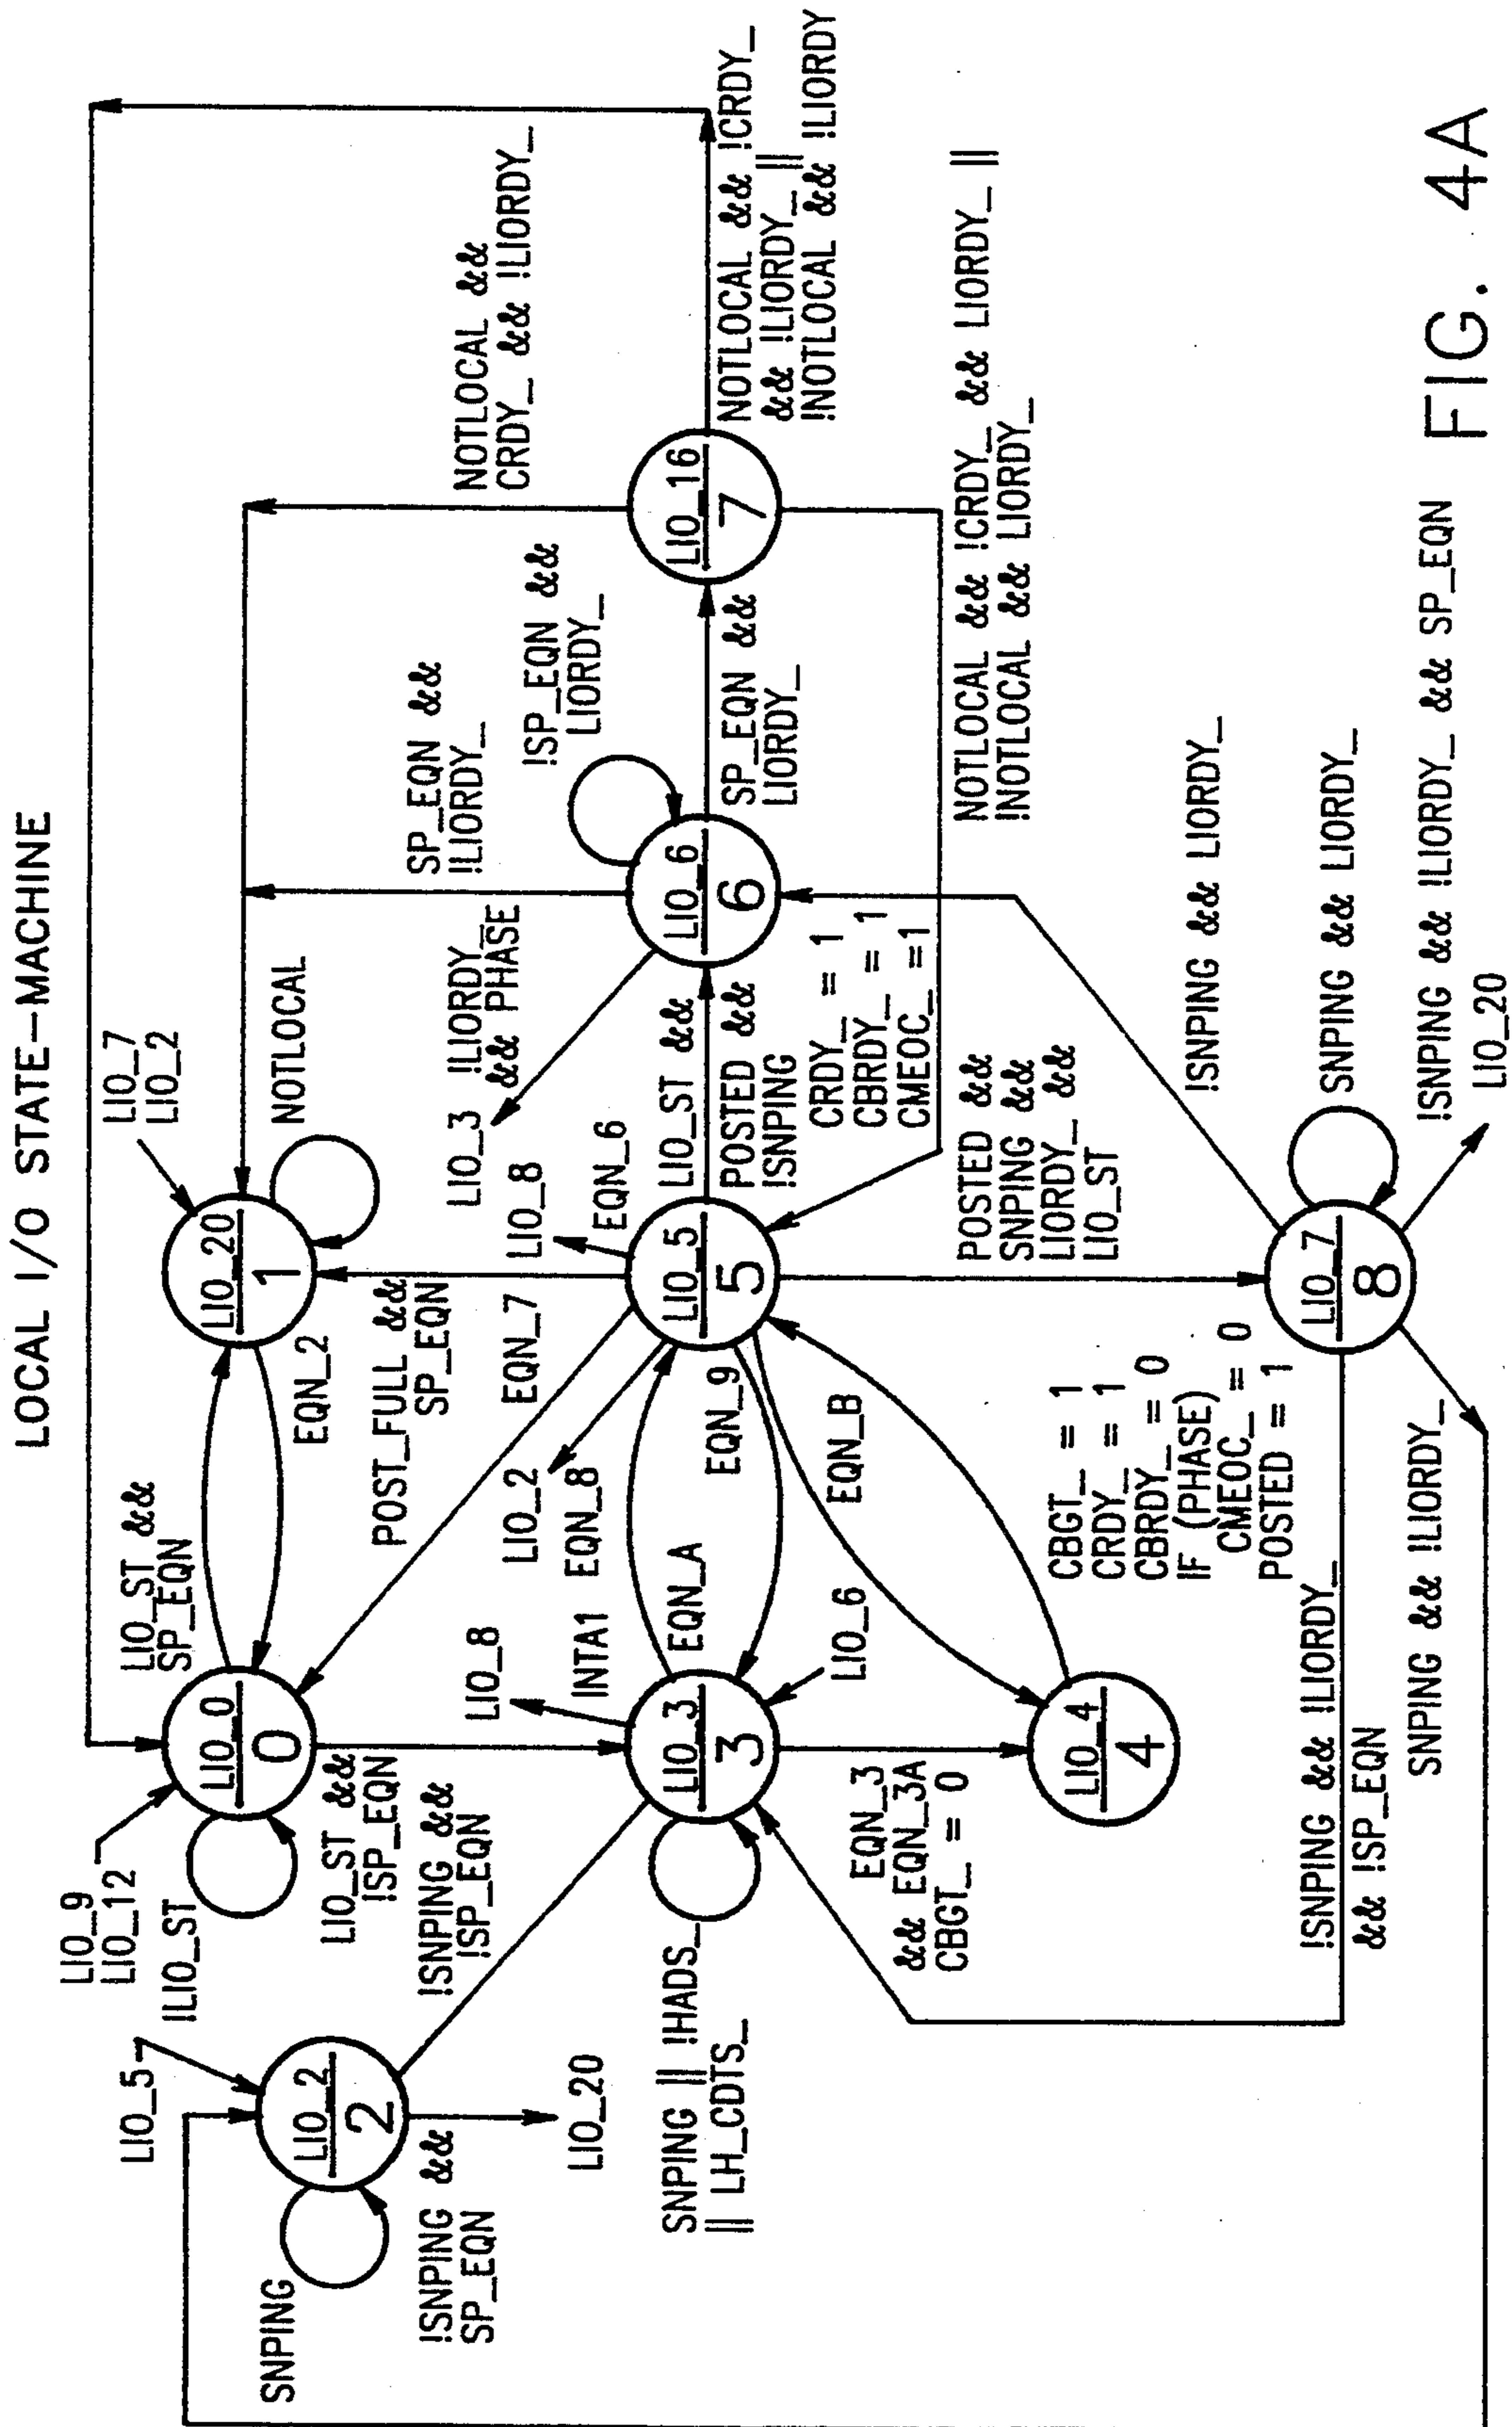 LOCAL I/O STATE-MACHINE
LIO_9
LIO_12
!LIO_ST
LIO_0
0
LIO_ST &&
SP_EQN
EQN_2
LIO_7
LIO_2
LIO_20
1
NOTLOCAL
LIO_5
SNPING
LIO_2
2
!SNPING &&
SP_EQN
LIO_20
LIO_ST &&
!SP_EQN
!SNPING &&
!SP_EQN
POST_FULL &&
SP_EQN
EQN_7
LIO_2
EQN_8
LIO_8
EQN_6
LIO_3
!LIORDY_
&& PHASE
SP_EQN &&
!LIORDY_
!SP_EQN &&
LIORDY_
NOTLOCAL &&
CRDY_ && !LIORDY_
SNPING || !HADS_
|| LH_CDTS_
LIO_8
INTA1
LIO_3
3
EQN_A
EQN_9
LIO_6
LIO_5
5
LIO_ST &&
POSTED &&
!SNPING
CRDY_ = 1
CBRDY_ = 1
CMEOC_ =1
LIO_6
6
SP_EQN &&
LIORDY_
LIO_16
7
NOTLOCAL && !CRDY_
&& !LIORDY_ ||
!NOTLOCAL && !LIORDY
EQN_3
&& EQN_3A
CBGT_ = 0
LIO_4
4
EQN_B
POSTED &&
SNPING &&
LIORDY_ &&
LIO_ST
NOTLOCAL && !CRDY_ && LIORDY_ ||
!NOTLOCAL && LIORDY_
CBGT_ = 1
CRDY_ = 1
CBRDY_ = 0
IF (PHASE)
CMEOC_ = 0
POSTED = 1
!SNPING && !LIORDY_
&& !SP_EQN
LIO_7
8
!SNPING && LIORDY_
SNPING && LIORDY_
SNPING && !LIORDY_
!SNPING && !LIORDY_ && SP_EQN
LIO_20
FIG. 4A